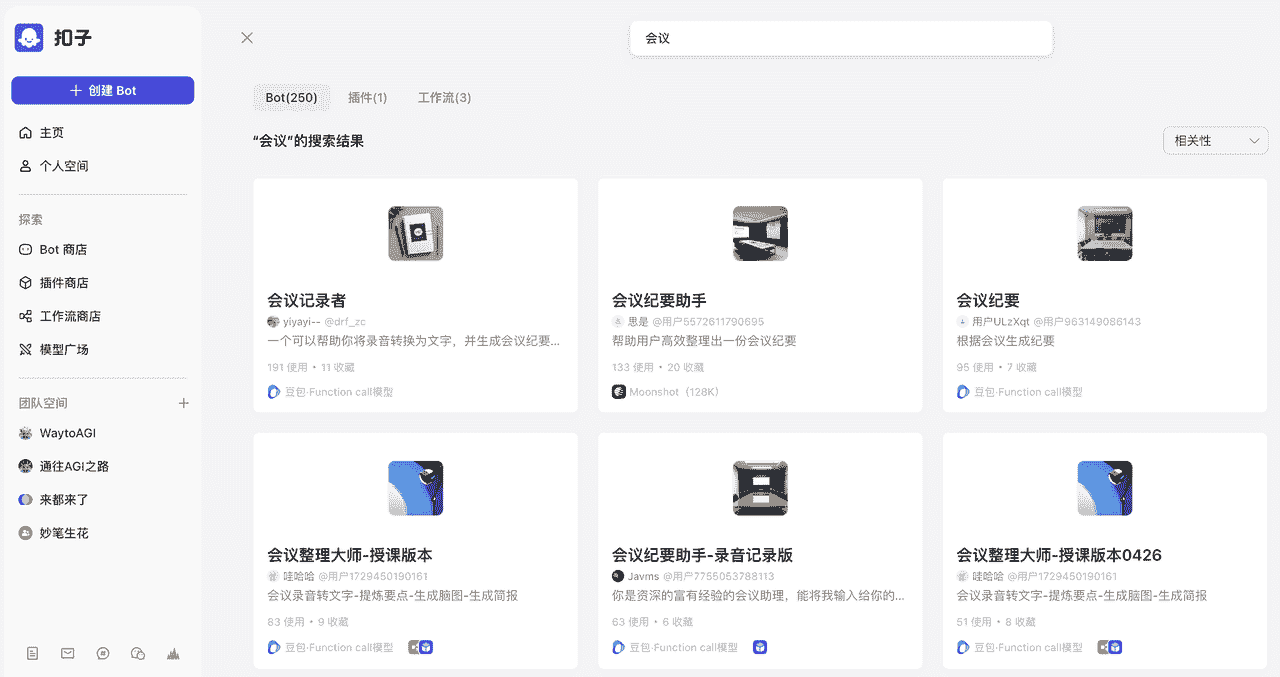 扣子
会议
创建 Bot
Bot(250) 插件(1) 工作流(3)
主页
“会议”的搜索结果
相关性
个人空间
探索
Bot 商店
插件商店
工作流商店
模型广场
团队空间
WaytoAGI
通往AGI之路
来都来了
妙笔生花
会议记录者
yiyayi-- @drf_zc
一个可以帮助你将录音转换为文字，并生成会议纪要...
191 使用 • 11 收藏
豆包·Function call模型
会议纪要助手
思是 @用户5572611790695
帮助用户高效整理出一份会议纪要
133 使用 • 20 收藏
Moonshot（128K）
会议纪要
用户ULzXqt @用户963149086143
根据会议生成纪要
95 使用 • 7 收藏
豆包·Function call模型
会议整理大师-授课版本
哇哈哈 @用户1729450190161
会议录音转文字-提炼要点-生成脑图-生成简报
83 使用 • 9 收藏
豆包·Function call模型
会议纪要助手-录音记录版
Javms @用户7755053788113
你是资深的富有经验的会议助理，能将我输入给你的...
63 使用 • 6 收藏
豆包·Function call模型
会议整理大师-授课版本0426
哇哈哈 @用户1729450190161
会议录音转文字-提炼要点-生成脑图-生成简报
51 使用 • 8 收藏
豆包·Function call模型